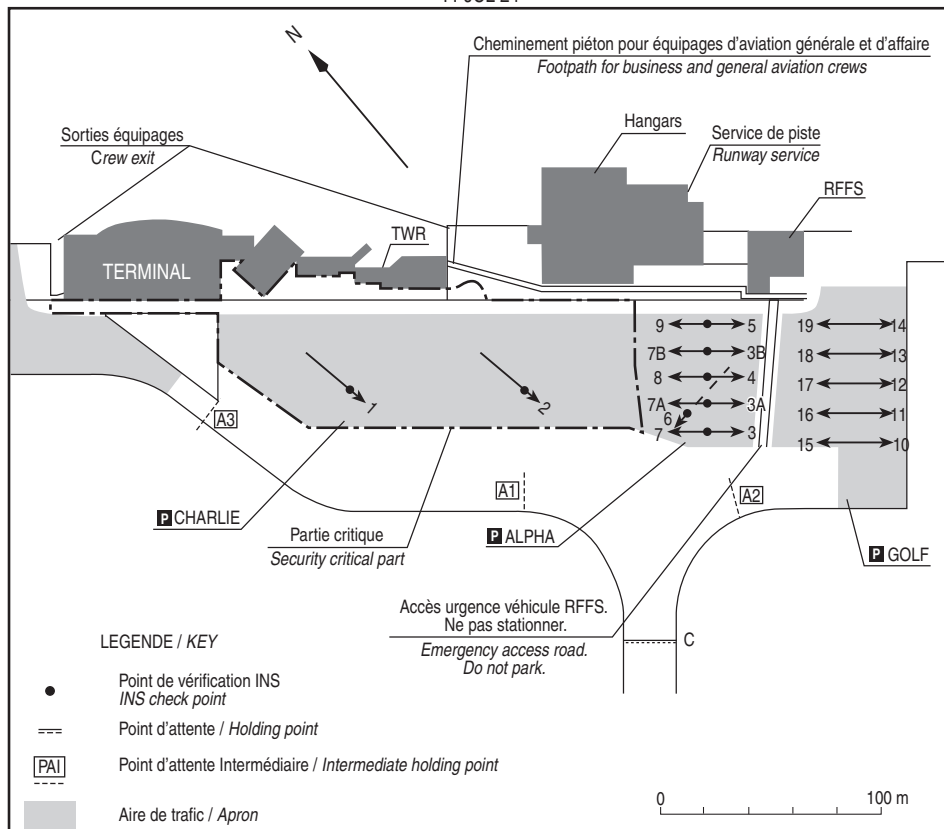 N
Cheminement piéton pour équipages d'aviation générale et d'affaire
Footpath for business and general aviation crews
Sorties équipages
Crew exit
Hangars
Service de piste
Runway service
RFFS
TWR
TERMINAL
9 5 19 14
7B 3B 18 13
8 4 17 12
7A 3A 16 11
6
7 3 15 10
1
2
A3
A1
A2
P CHARLIE
Partie critique
Security critical part
P ALPHA
P GOLF
Accès urgence véhicule RFFS.
Ne pas stationner.
Emergency access road.
Do not park.
C
LEGENDE / KEY
Point de vérification INS
INS check point
Point d'attente / Holding point
PAI Point d'attente Intermédiaire / Intermediate holding point
Aire de trafic / Apron
0 100 m